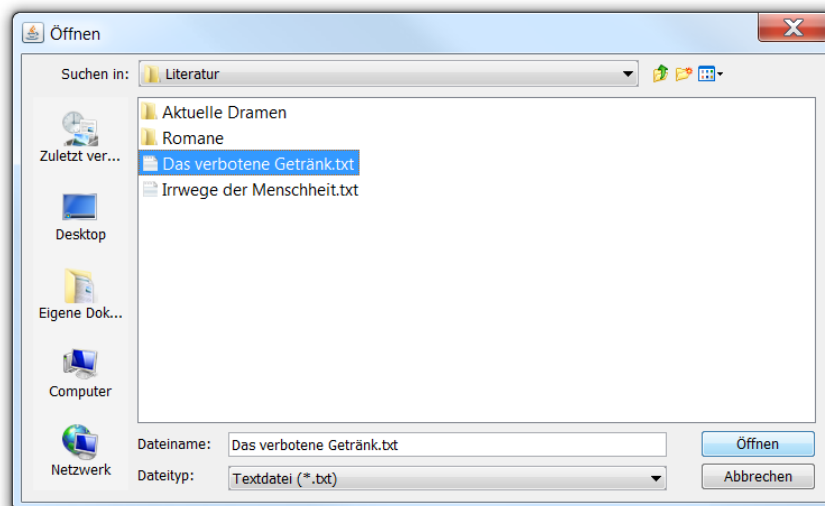 Öffnen
Suchen in: Literatur
Aktuelle Dramen
Romane
Das verbotene Getränk.txt
Irrwege der Menschheit.txt
Zuletzt ver...
Desktop
Eigene Dok...
Computer
Netzwerk
Dateiname: Das verbotene Getränk.txt Öffnen
Dateityp: Textdatei (*.txt) Abbrechen